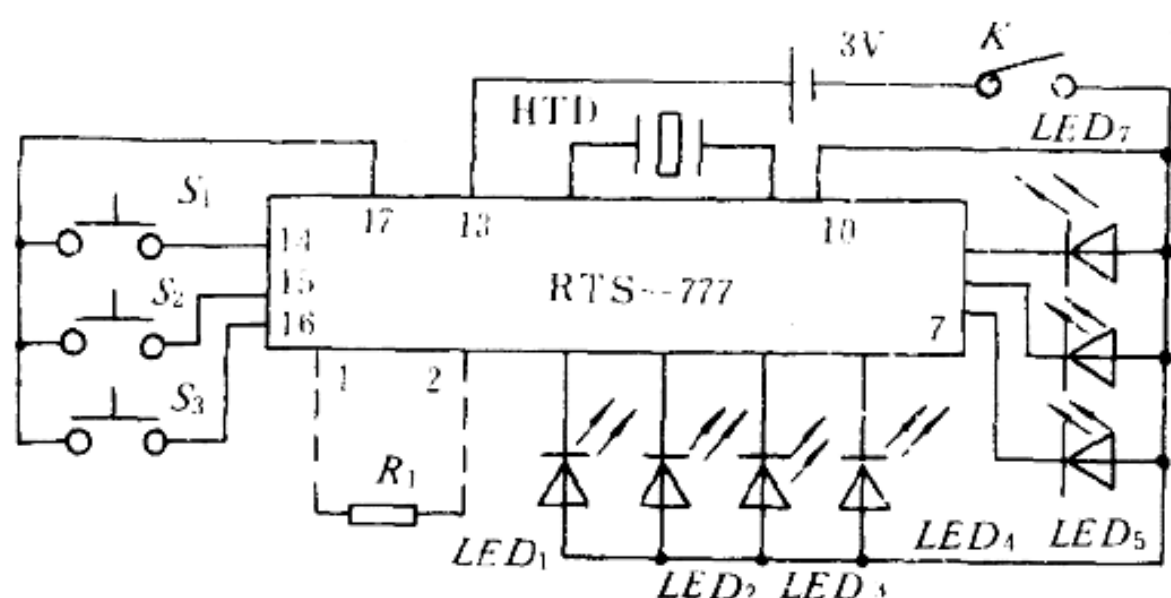 3V K
HTD
LED₇
S₁
17 13 10
14
15
S₂
RTS-777
16
7
1 2
S₃
R₁
LED₁
LED₄ LED₅
LED₂ LED₃